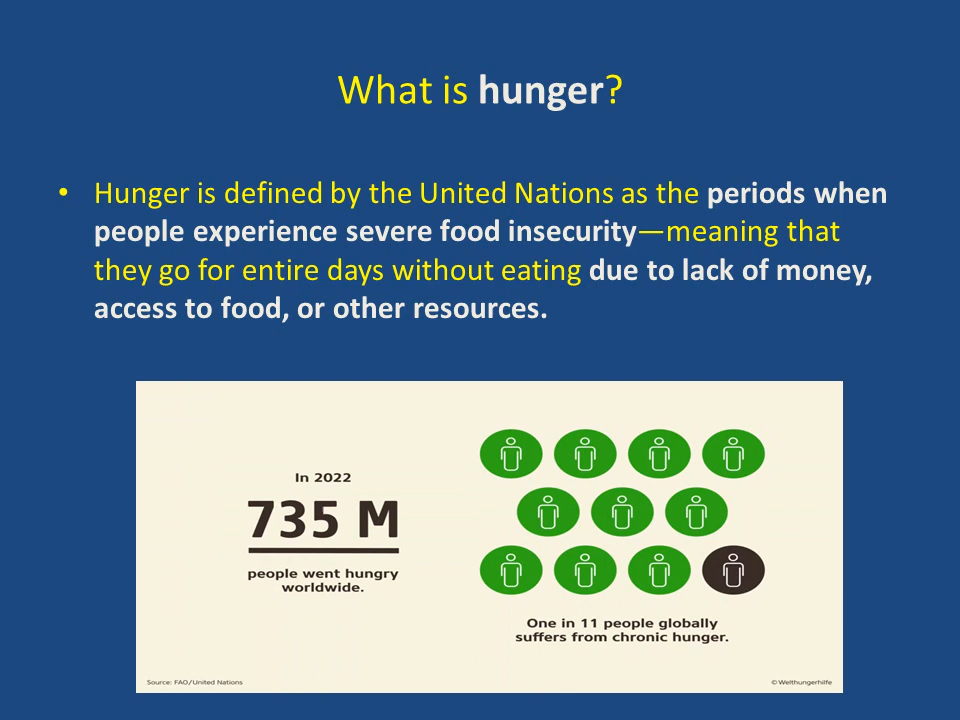 What is hunger?
• Hunger is defined by the United Nations as the periods when
people experience severe food insecurity—meaning that
they go for entire days without eating due to lack of money,
access to food, or other resources.
In 2022
735 M
people went hungry
worldwide.
One in 11 people globally
suffers from chronic hunger.
Source: FAO/United Nations
© Welthungerhilfe